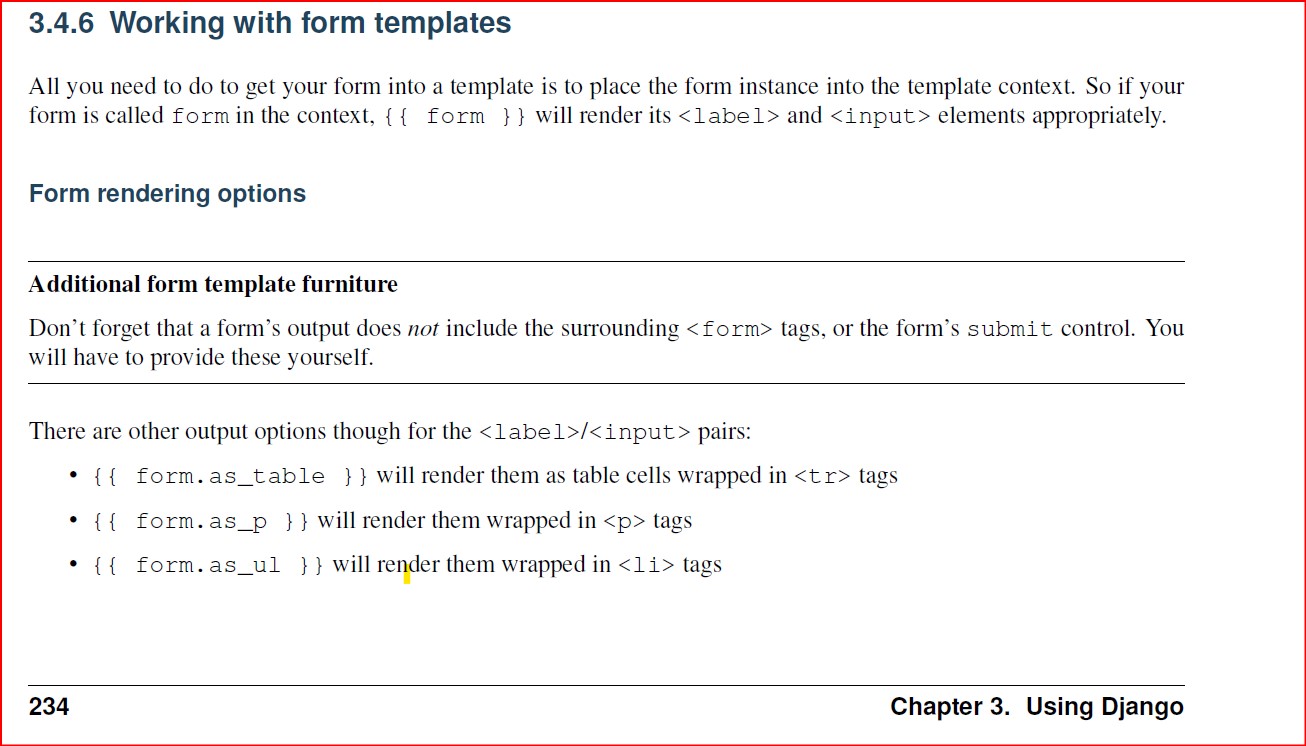 3.4.6 Working with form templates
All you need to do to get your form into a template is to place the form instance into the template context. So if your
form is called form in the context, {{ form }} will render its <label> and <input> elements appropriately.
Form rendering options
Additional form template furniture
Don't forget that a form's output does not include the surrounding <form> tags, or the form's submit control. You
will have to provide these yourself.
There are other output options though for the <label>/<input> pairs:
• {{ form.as_table }} will render them as table cells wrapped in <tr> tags
• {{ form.as_p }} will render them wrapped in <p> tags
• {{ form.as_ul }} will render them wrapped in <li> tags
234 Chapter 3. Using Django